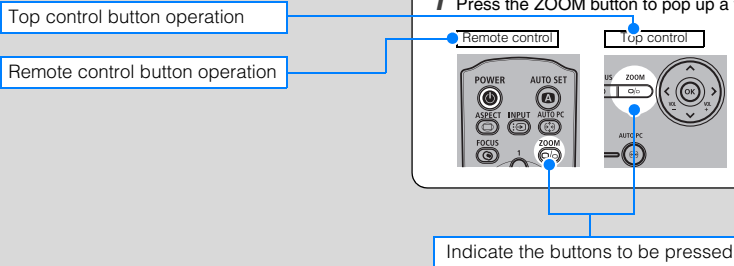 Top control button operation
Press the ZOOM button to pop up a
Remote control
Top control
Remote control button operation
POWER AUTO SET
ASPECT INPUT AUTO PC
FOCUS 1 ZOOM
ZOOM
OK
VOL - VOL +
AUTO PC
Indicate the buttons to be pressed